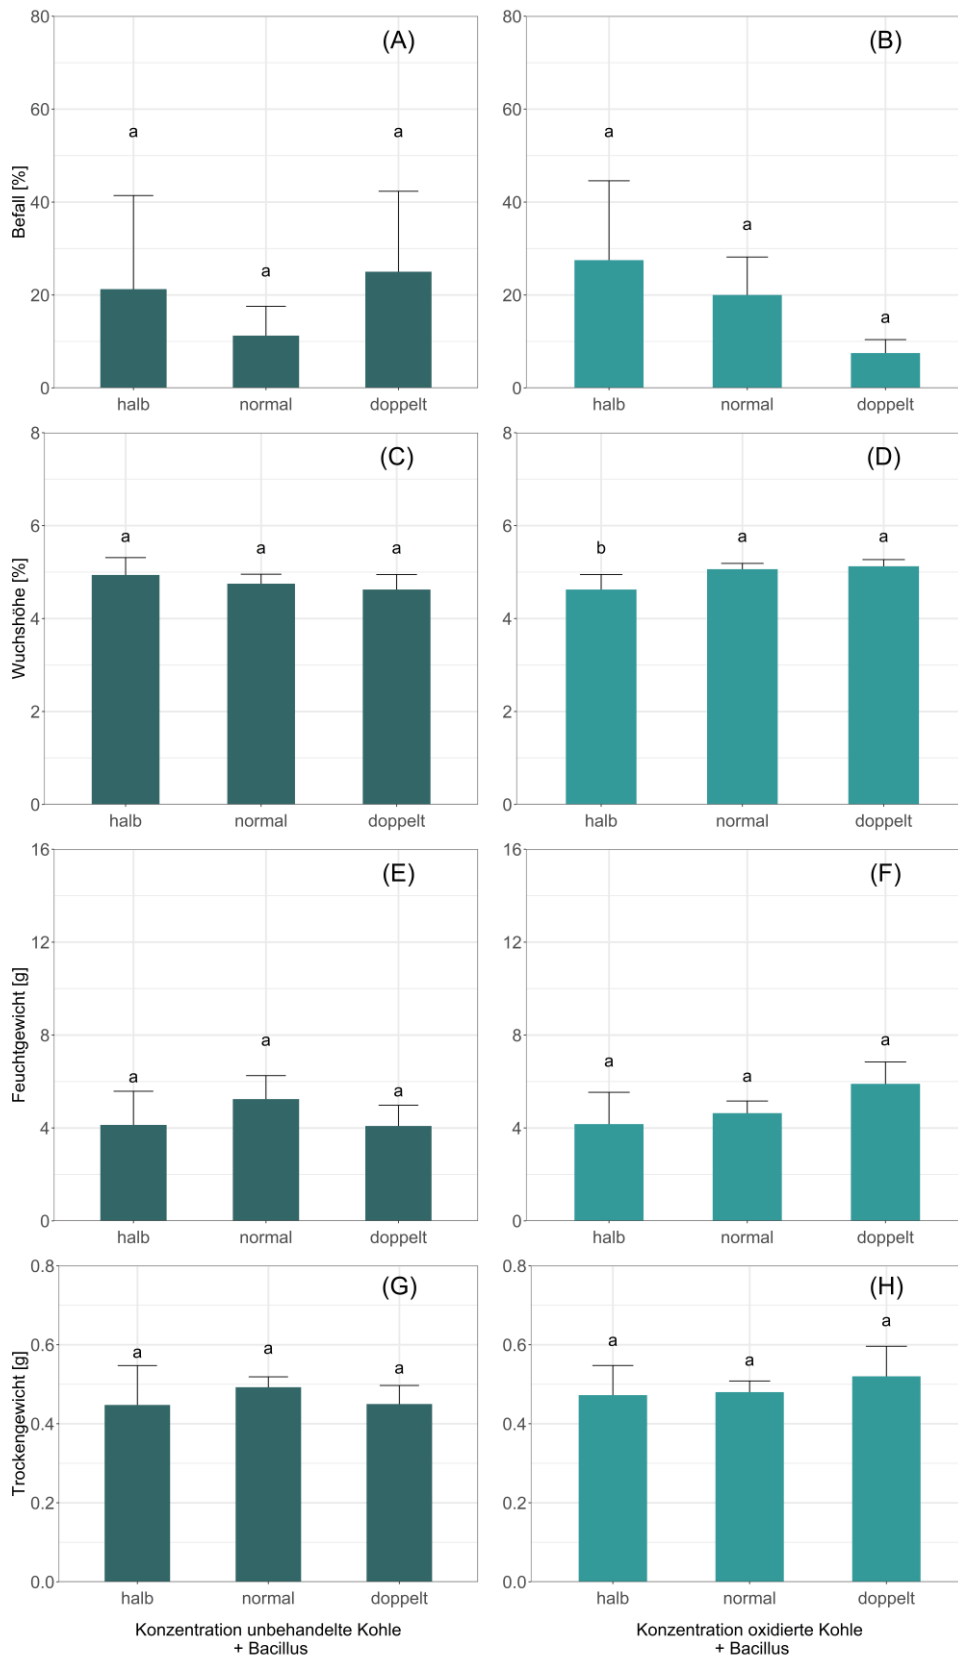 (A)
Befall [%]
80
60
40
20
0
a
a
a
halb
normal
doppelt
(B)
80
60
40
20
0
a
a
a
halb
normal
doppelt
(C)
Wuchshöhe [%]
8
6
4
2
0
a
a
a
halb
normal
doppelt
(D)
8
6
4
2
0
b
a
a
halb
normal
doppelt
(E)
Feuchtgewicht [g]
16
12
8
4
0
a
a
a
halb
normal
doppelt
(F)
16
12
8
4
0
a
a
a
halb
normal
doppelt
(G)
Trockengewicht [g]
0.8
0.6
0.4
0.2
0.0
a
a
a
halb
normal
doppelt
Konzentration unbehandelte Kohle
+ Bacillus
(H)
0.8
0.6
0.4
0.2
0.0
a
a
a
halb
normal
doppelt
Konzentration oxidierte Kohle
+ Bacillus